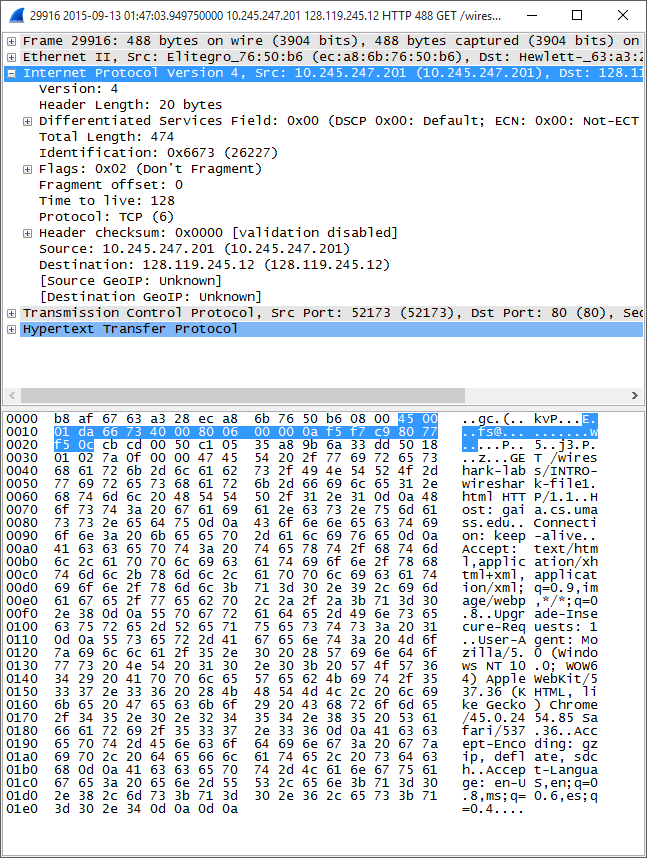 29916 2015-09-13 01:47:03.949750000 10.245.247.201 128.119.245.12 HTTP 488 GET /wires...
Frame 29916: 488 bytes on wire (3904 bits), 488 bytes captured (3904 bits) on
Ethernet II, Src: Elitegro_76:50:b6 (ec:a8:6b:76:50:b6), Dst: Hewlett-_63:a3:2
Internet Protocol Version 4, Src: 10.245.247.201 (10.245.247.201), Dst: 128.11
Version: 4
Header Length: 20 bytes
Differentiated Services Field: 0x00 (DSCP 0x00: Default; ECN: 0x00: Not-ECT
Total Length: 474
Identification: 0x6673 (26227)
Flags: 0x02 (Don't Fragment)
Fragment offset: 0
Time to live: 128
Protocol: TCP (6)
Header checksum: 0x0000 [validation disabled]
Source: 10.245.247.201 (10.245.247.201)
Destination: 128.119.245.12 (128.119.245.12)
[Source GeoIP: Unknown]
[Destination GeoIP: Unknown]
Transmission Control Protocol, Src Port: 52173 (52173), Dst Port: 80 (80), Seq
Hypertext Transfer Protocol
0000 b8 af 67 63 a3 28 ec a8 6b 76 50 b6 08 00 45 00 ..gc.(.. kvP...E.
0010 01 da 66 73 40 00 80 06 00 00 0a f5 f7 c9 80 77 ..fs@... .......w
0020 f5 0c cb cd 00 50 c1 05 35 a8 9b 6a 33 dd 50 18 .....P.. 5..j3.P.
0030 01 02 7a 0f 00 00 47 45 54 20 2f 77 69 72 65 73 ..z...GE T /wires
0040 68 61 72 6b 2d 6c 61 62 73 2f 49 4e 54 52 4f 2d hark-lab s/INTRO-
0050 77 69 72 65 73 68 61 72 6b 2d 66 69 6c 65 31 2e wireshar k-file1.
0060 68 74 6d 6c 20 48 54 54 50 2f 31 2e 31 0d 0a 48 html HTT P/1.1..H
0070 6f 73 74 3a 20 67 61 69 61 2e 63 73 2e 75 6d 61 ost: gai a.cs.uma
0080 73 73 2e 65 64 75 0d 0a 43 6f 6e 6e 65 63 74 69 ss.edu.. Connecti
0090 6f 6e 3a 20 6b 65 65 70 2d 61 6c 69 76 65 0d 0a on: keep -alive..
00a0 41 63 63 65 70 74 3a 20 74 65 78 74 2f 68 74 6d Accept: text/htm
00b0 6c 2c 61 70 70 6c 69 63 61 74 69 6f 6e 2f 78 68 l,applic ation/xh
00c0 74 6d 6c 2b 78 6d 6c 2c 61 70 70 6c 69 63 61 74 tml+xml, applicat
00d0 69 6f 6e 2f 78 6d 6c 3b 71 3d 30 2e 39 2c 69 6d ion/xml; q=0.9,im
00e0 61 67 65 2f 77 65 62 70 2c 2a 2f 2a 3b 71 3d 30 age/webp ,*/*;q=0
00f0 2e 38 0d 0a 55 70 67 72 61 64 65 2d 49 6e 73 65 .8..Upgr ade-Inse
0100 63 75 72 65 2d 52 65 71 75 65 73 74 73 3a 20 31 cure-Req uests: 1
0110 0d 0a 55 73 65 72 2d 41 67 65 6e 74 3a 20 4d 6f ..User-A gent: Mo
0120 7a 69 6c 6c 61 2f 35 2e 30 20 28 57 69 6e 64 6f zilla/5. 0 (Windo
0130 77 73 20 4e 54 20 31 30 2e 30 3b 20 57 4f 57 36 ws NT 10 .0; WOW6
0140 34 29 20 41 70 70 6c 65 57 65 62 4b 69 74 2f 35 4) Apple WebKit/5
0150 33 37 2e 33 36 20 28 4b 48 54 4d 4c 2c 20 6c 69 37.36 (K HTML, li
0160 6b 65 20 47 65 63 6b 6f 29 20 43 68 72 6f 6d 65 ke Gecko ) Chrome
0170 2f 34 35 2e 30 2e 32 34 35 34 2e 38 35 20 53 61 /45.0.24 54.85 Sa
0180 66 61 72 69 2f 35 33 37 2e 33 36 0d 0a 41 63 63 fari/537 .36..Acc
0190 65 70 74 2d 45 6e 63 6f 64 69 6e 67 3a 20 67 7a ept-Enco ding: gz
01a0 69 70 2c 20 64 65 66 6c 61 74 65 2c 20 73 64 63 ip, defl ate, sdc
01b0 68 0d 0a 41 63 63 65 70 74 2d 4c 61 6e 67 75 61 h..Accep t-Langua
01c0 67 65 3a 20 65 6e 2d 55 53 2c 65 6e 3b 71 3d 30 ge: en-U S,en;q=0
01d0 2e 38 2c 6d 73 3b 71 3d 30 2e 36 2c 65 73 3b 71 .8,ms;q= 0.6,es;q
01e0 3d 30 2e 34 0d 0a 0d 0a =0.4....